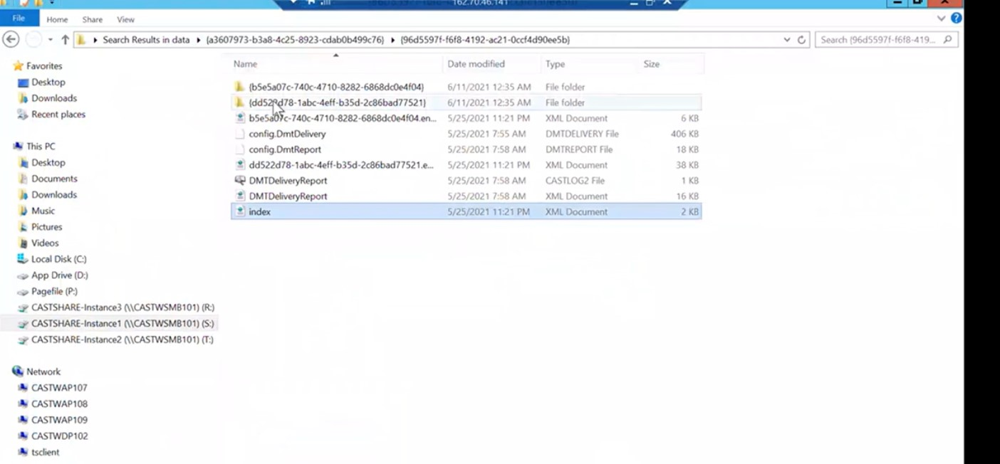 162.70.46.141
File Home Share View
Search Results in data {a3607973-b3a8-4c25-8923-cdab0b499c76} {96d5597f-f6f8-4192-ac21-0ccf4d90ee5b} Search {96d5597f-f6f8-419...
Name Date modified Type Size
{b5e5a07c-740c-4710-8282-6868dc0e4f04} 6/11/2021 12:35 AM File folder
{dd522d78-1abc-4eff-b35d-2c86bad77521} 6/11/2021 12:35 AM File folder
b5e5a07c-740c-4710-8282-6868dc0e4f04.en... 5/25/2021 11:21 PM XML Document 6 KB
config.DmtDelivery 5/25/2021 7:55 AM DMTDELIVERY File 406 KB
config.DmtReport 5/25/2021 7:58 AM DMTREPORT File 18 KB
dd522d78-1abc-4eff-b35d-2c86bad77521.e... 5/25/2021 11:21 PM XML Document 38 KB
DMTDeliveryReport 5/25/2021 7:58 AM CASTLOG2 File 1 KB
DMTDeliveryReport 5/25/2021 7:58 AM XML Document 16 KB
index 5/25/2021 11:21 PM XML Document 2 KB
Favorites
Desktop
Downloads
Recent places
This PC
Desktop
Documents
Downloads
Music
Pictures
Videos
Local Disk (C:)
App Drive (D:)
Pagefile (P:)
CASTSHARE-Instance3 (\\CASTWSMB101) (R:)
CASTSHARE-Instance1 (\\CASTWSMB101) (S:)
CASTSHARE-Instance2 (\\CASTWSMB101) (T:)
Network
CASTWAP107
CASTWAP108
CASTWAP109
CASTWDP102
tsclient